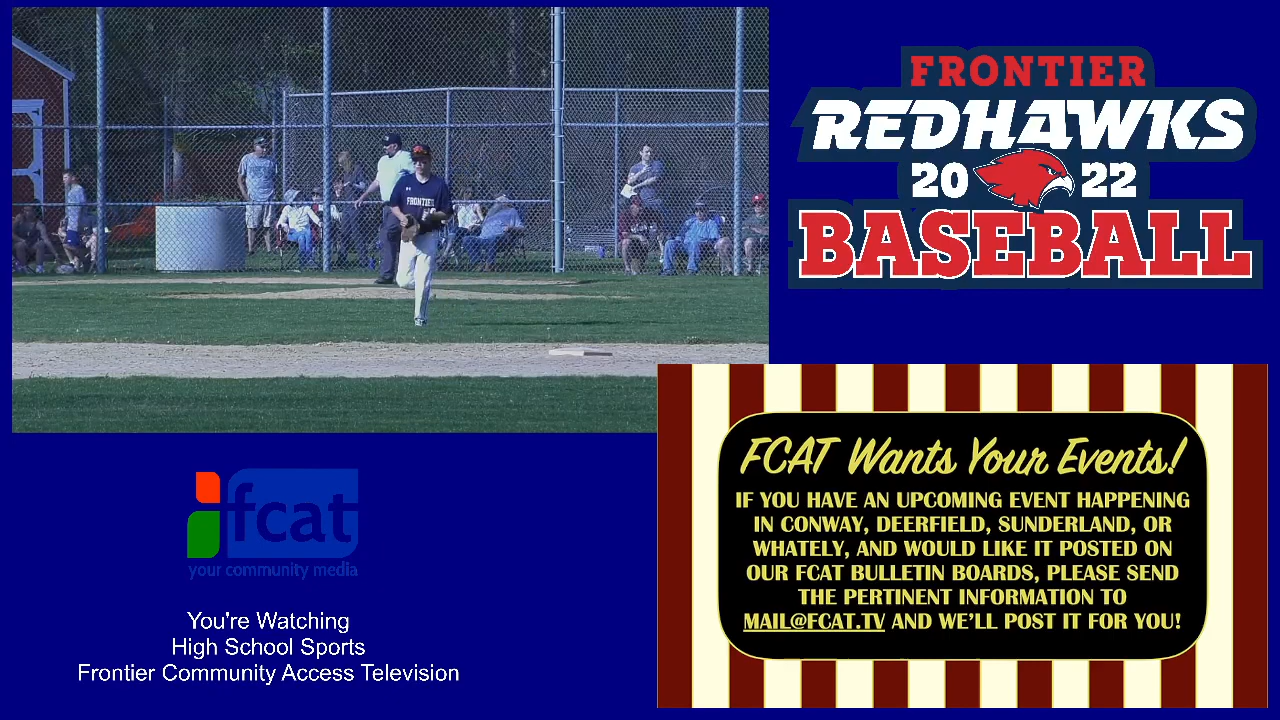 FRONTIER
FRONTIER
REDHAWKS
20 22
BASEBALL
FCAT Wants Your Events!
IF YOU HAVE AN UPCOMING EVENT HAPPENING
IN CONWAY, DEERFIELD, SUNDERLAND, OR
WHATELY, AND WOULD LIKE IT POSTED ON
OUR FCAT BULLETIN BOARDS, PLEASE SEND
THE PERTINENT INFORMATION TO
MAIL@FCAT.TV AND WE'LL POST IT FOR YOU!
fcat
your community media
You're Watching
High School Sports
Frontier Community Access Television